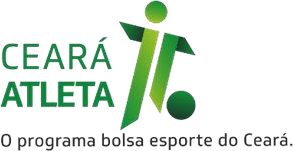 CEARÁ
ATLETA
O programa bolsa esporte do Ceará.